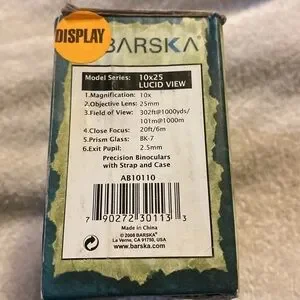 DISPLAY
BARSKA
Model Series: 10x25
LUCID VIEW
1.Magnification: 10x
2.Objective Lens: 25mm
3.Field of View: 302ft@1000yds/
101m@1000m
4.Close Focus: 20ft/6m
5.Prism Glass: BK-7
6.Exit Pupil: 2.5mm
Precision Binoculars
with Strap and Case
AB10110
7 90272 30113 3
Made in China
© 2008 BARSKA®
La Verne, CA 91750, USA
www.barska.com